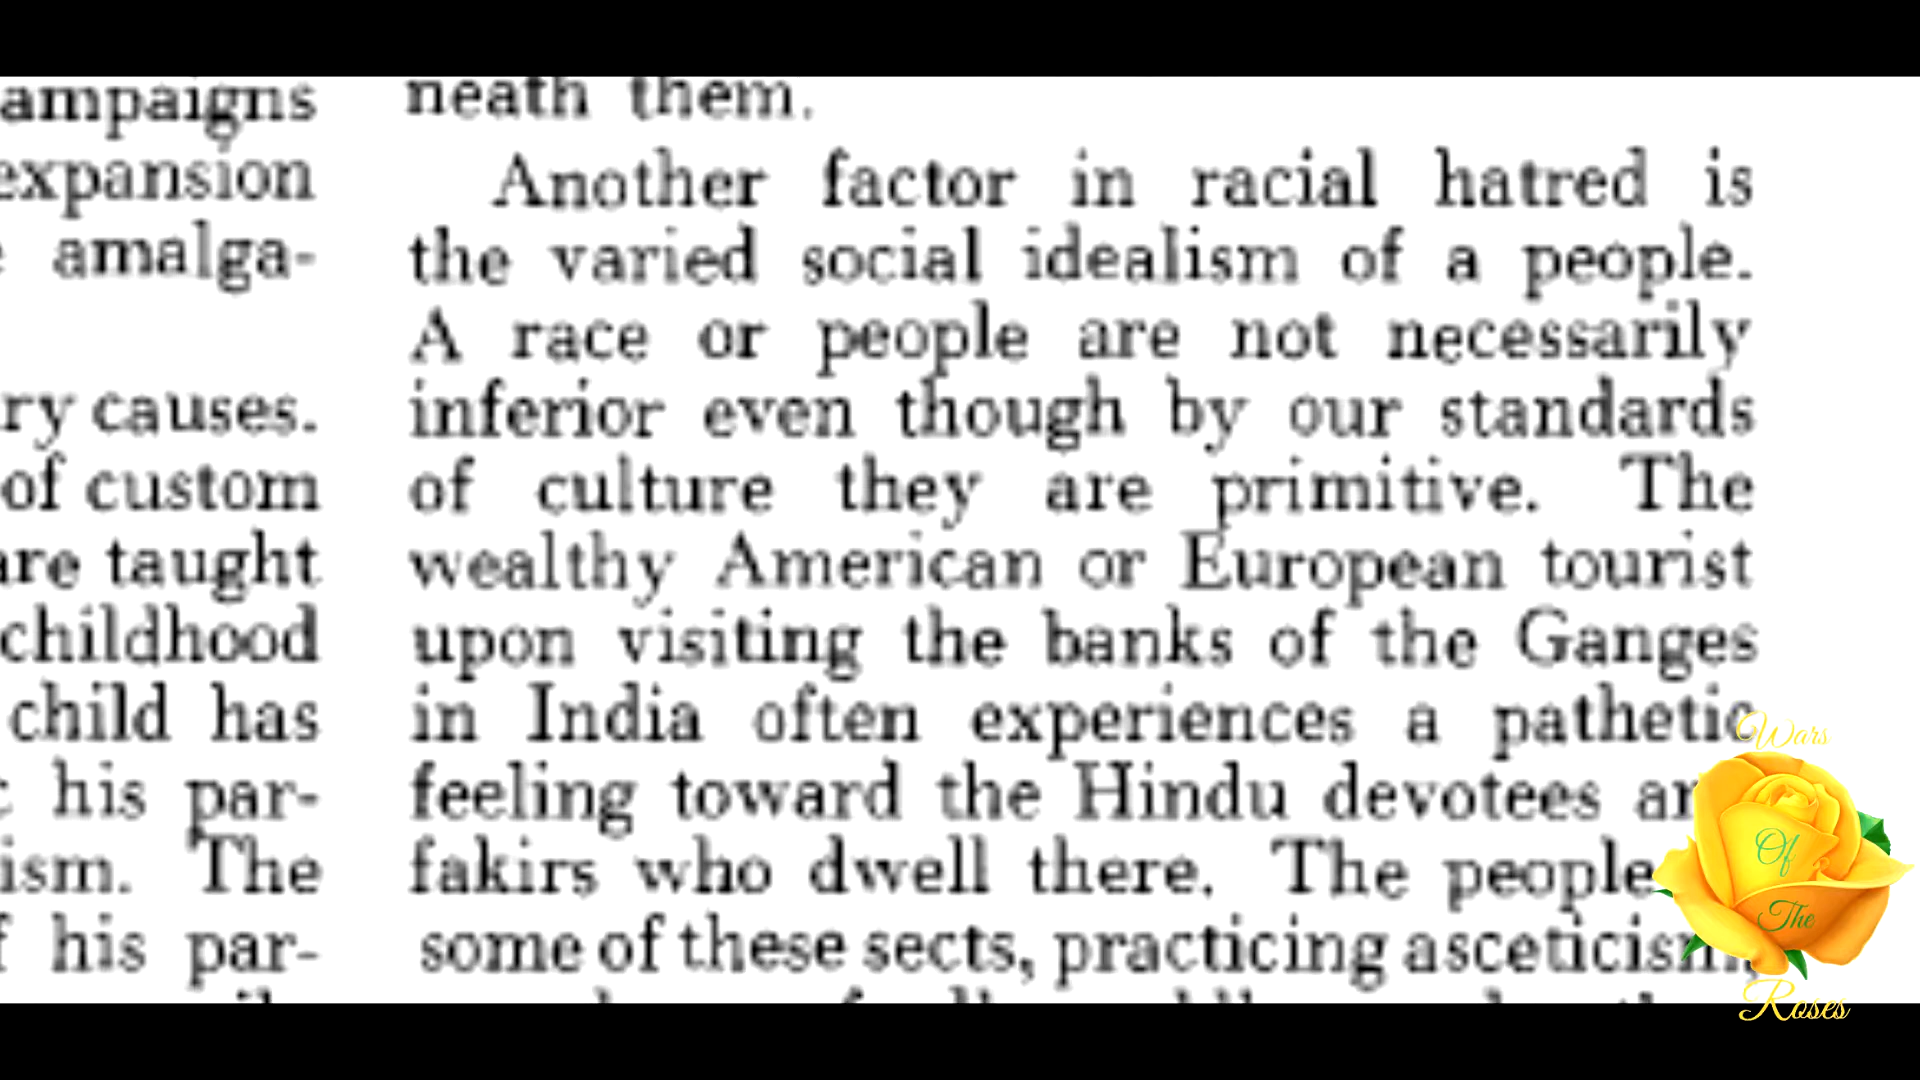 ampaigns
expansion
amalga-
ry causes.
of custom
are taught
childhood
child has
his par-
ism. The
his par-
neath them.
Another factor in racial hatred is
the varied social idealism of a people.
A race or people are not necessarily
inferior even though by our standards
of culture they are primitive. The
wealthy American or European tourist
upon visiting the banks of the Ganges
in India often experiences a pathetic
feeling toward the Hindu devotees
fakirs who dwell there. The people
some of these sects, practicing asceticism,
Wars
Of
The
Roses